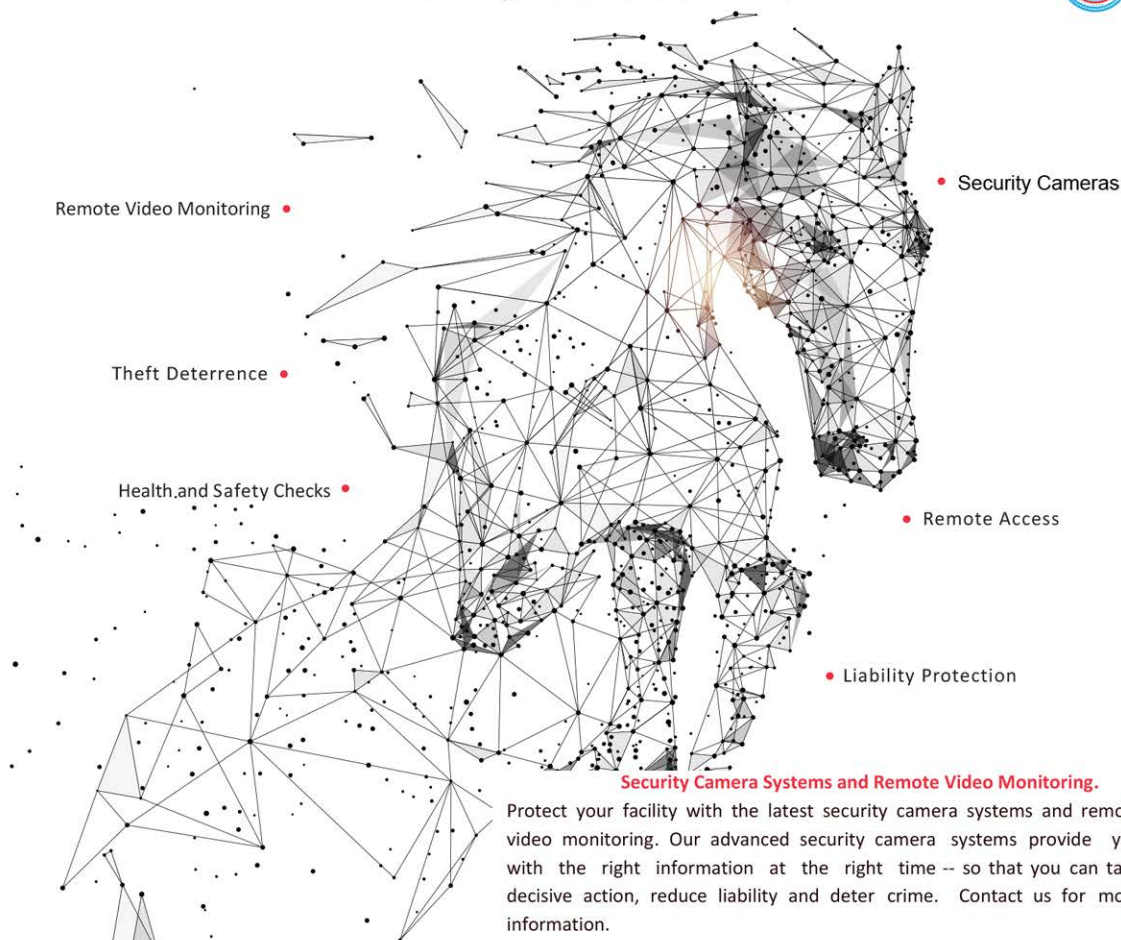 Security Cameras
Remote Video Monitoring
Theft Deterrence
Health.and Safety Checks
Remote Access
Liability Protection
Security Camera Systems and Remote Video Monitoring.
Protect your facility with the latest security camera systems and remo
video monitoring. Our advanced security camera systems provide y
with the right information at the right time -- so that you can ta
decisive action, reduce liability and deter crime. Contact us for mo
information.